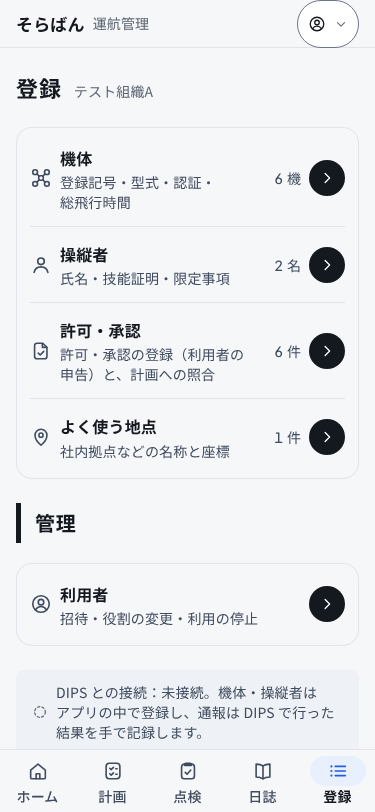 そらばん 運航管理
登録 テスト組織A
機体
登録記号・型式・認証・
総飛行時間
6 機
操縦者
氏名・技能証明・限定事項
2 名
許可・承認
許可・承認の登録（利用者の
申告）と、計画への照合
6 件
よく使う地点
社内拠点などの名称と座標
1 件
管理
利用者
招待・役割の変更・利用の停止
DIPS との接続：未接続。機体・操縦者は
アプリの中で登録し、通報は DIPS で行った
結果を手で記録します。
ホーム 計画 点検 日誌 登録